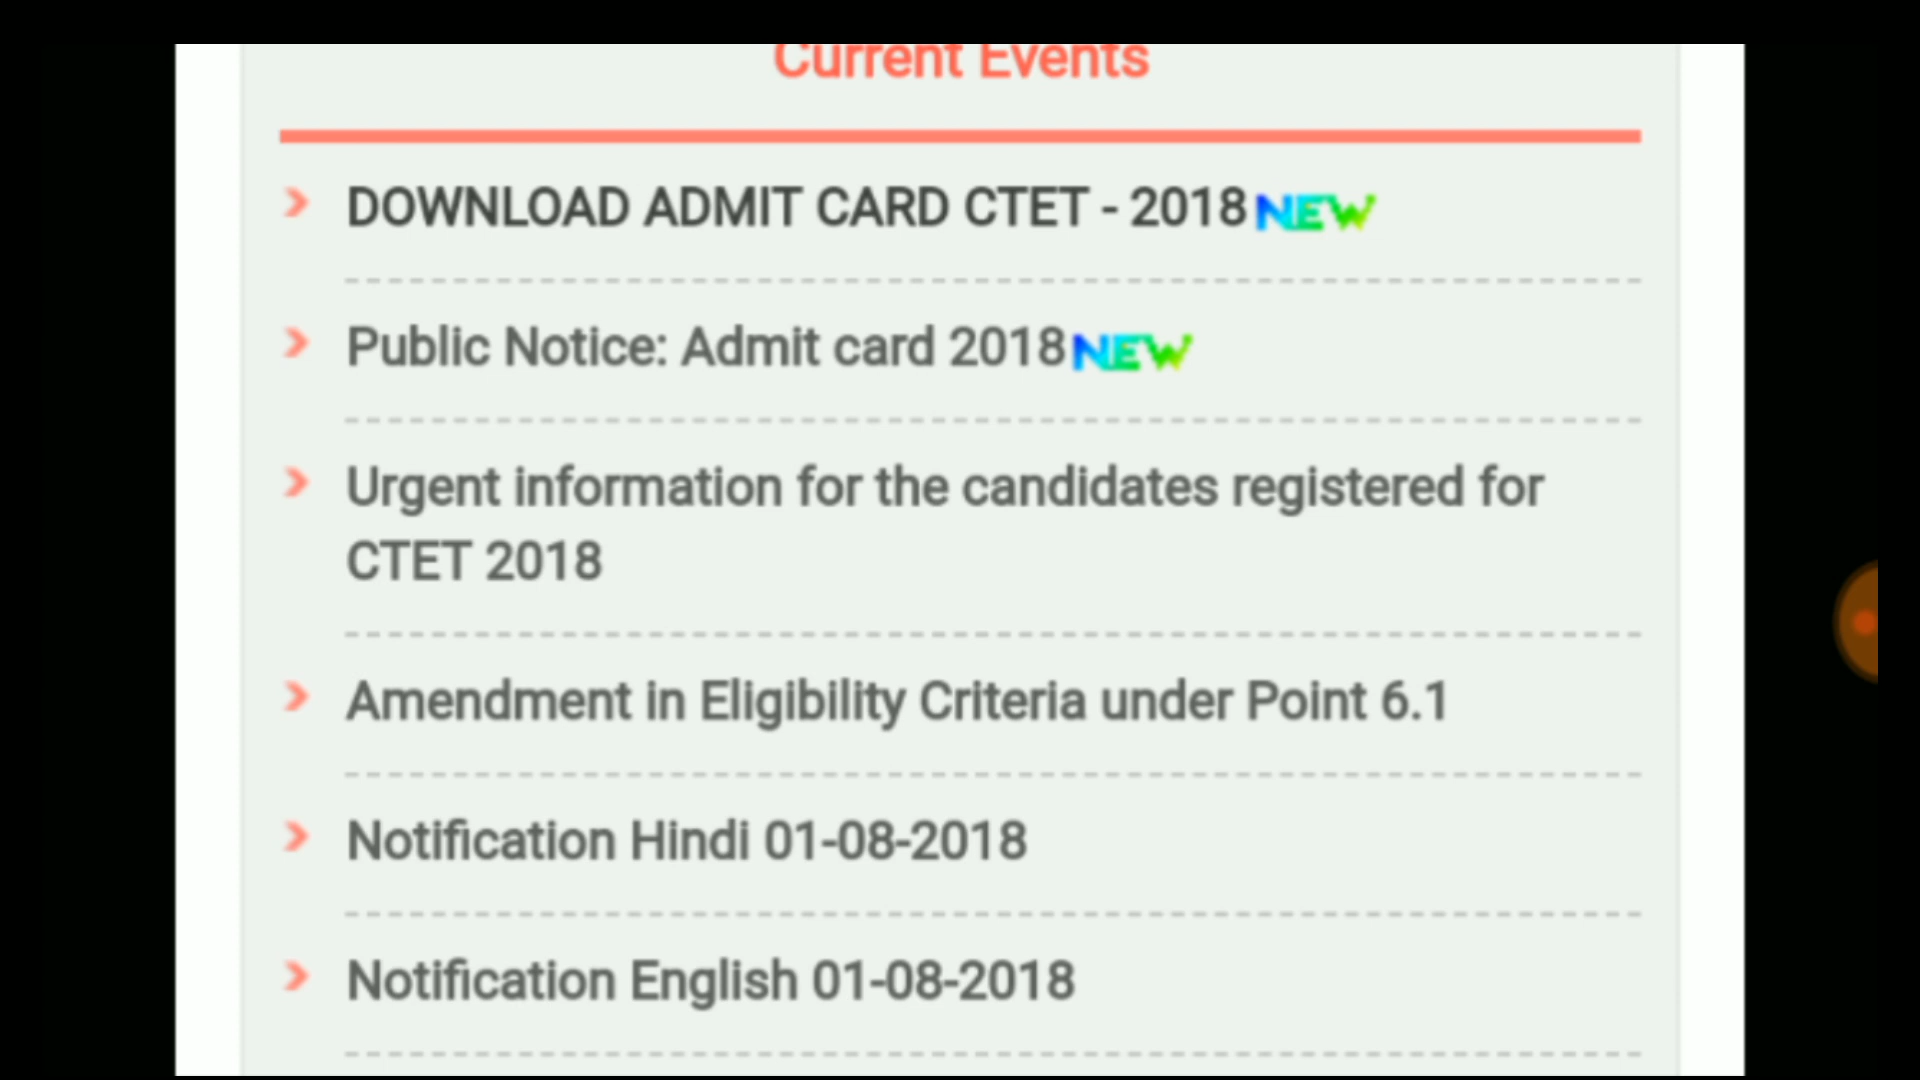 Current Events
DOWNLOAD ADMIT CARD CTET - 2018 NEW
Public Notice: Admit card 2018 NEW
Urgent information for the candidates registered for
CTET 2018
Amendment in Eligibility Criteria under Point 6.1
Notification Hindi 01-08-2018
Notification English 01-08-2018